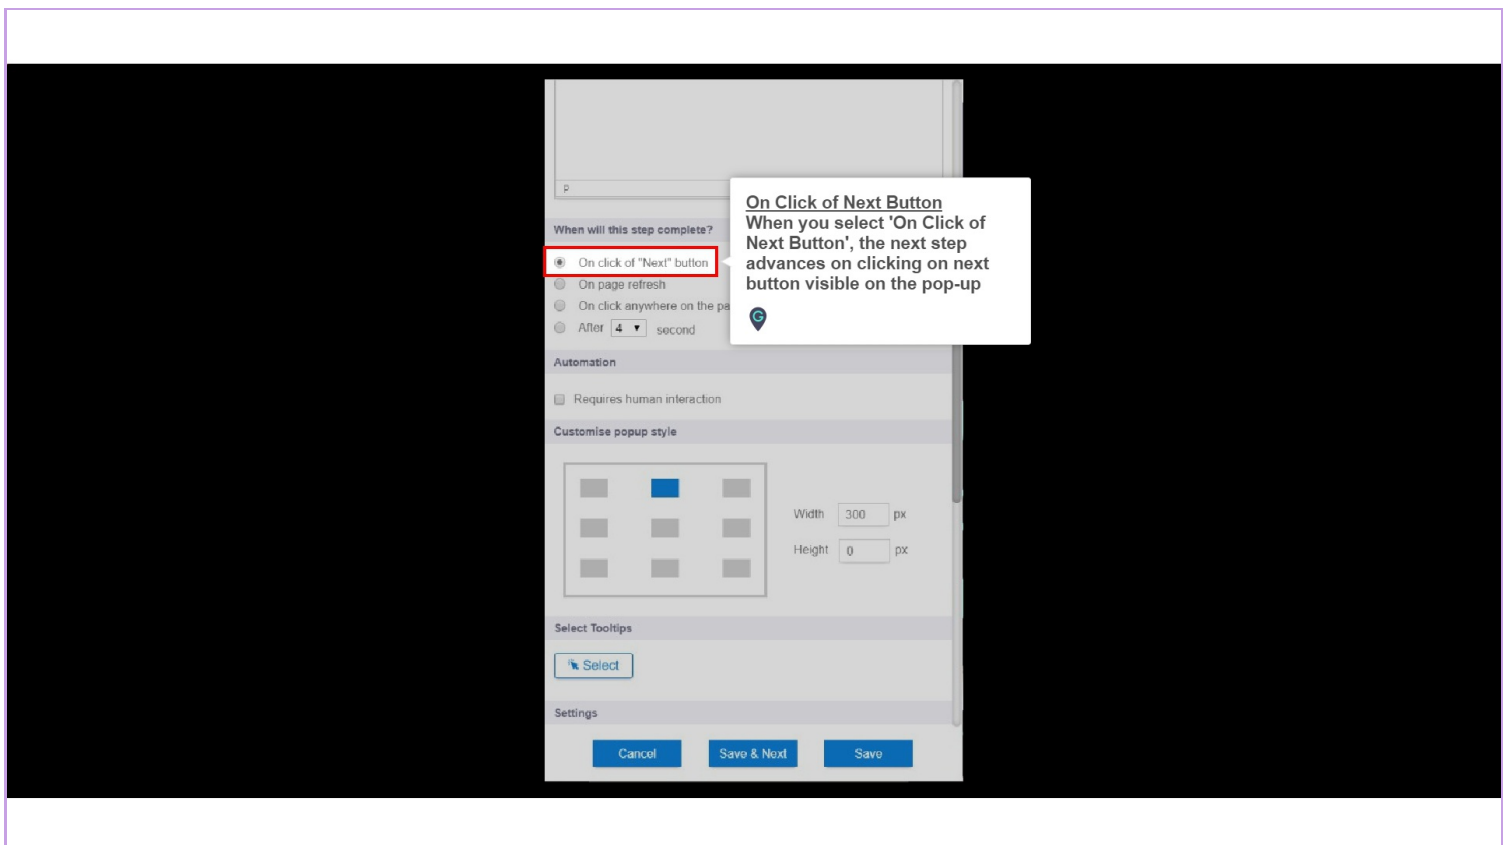 P
On Click of Next Button
When you select 'On Click of
Next Button', the next step
advances on clicking on next
button visible on the pop-up
G
When will this step complete?
On click of "Next" button
On page refresh
On click anywhere on the
After 4 second
Automation
Requires human interaction
Customise popup style
Width 300 px
Height 0 px
Select Tooltips
Select
Settings
Cancel Save & Next Save